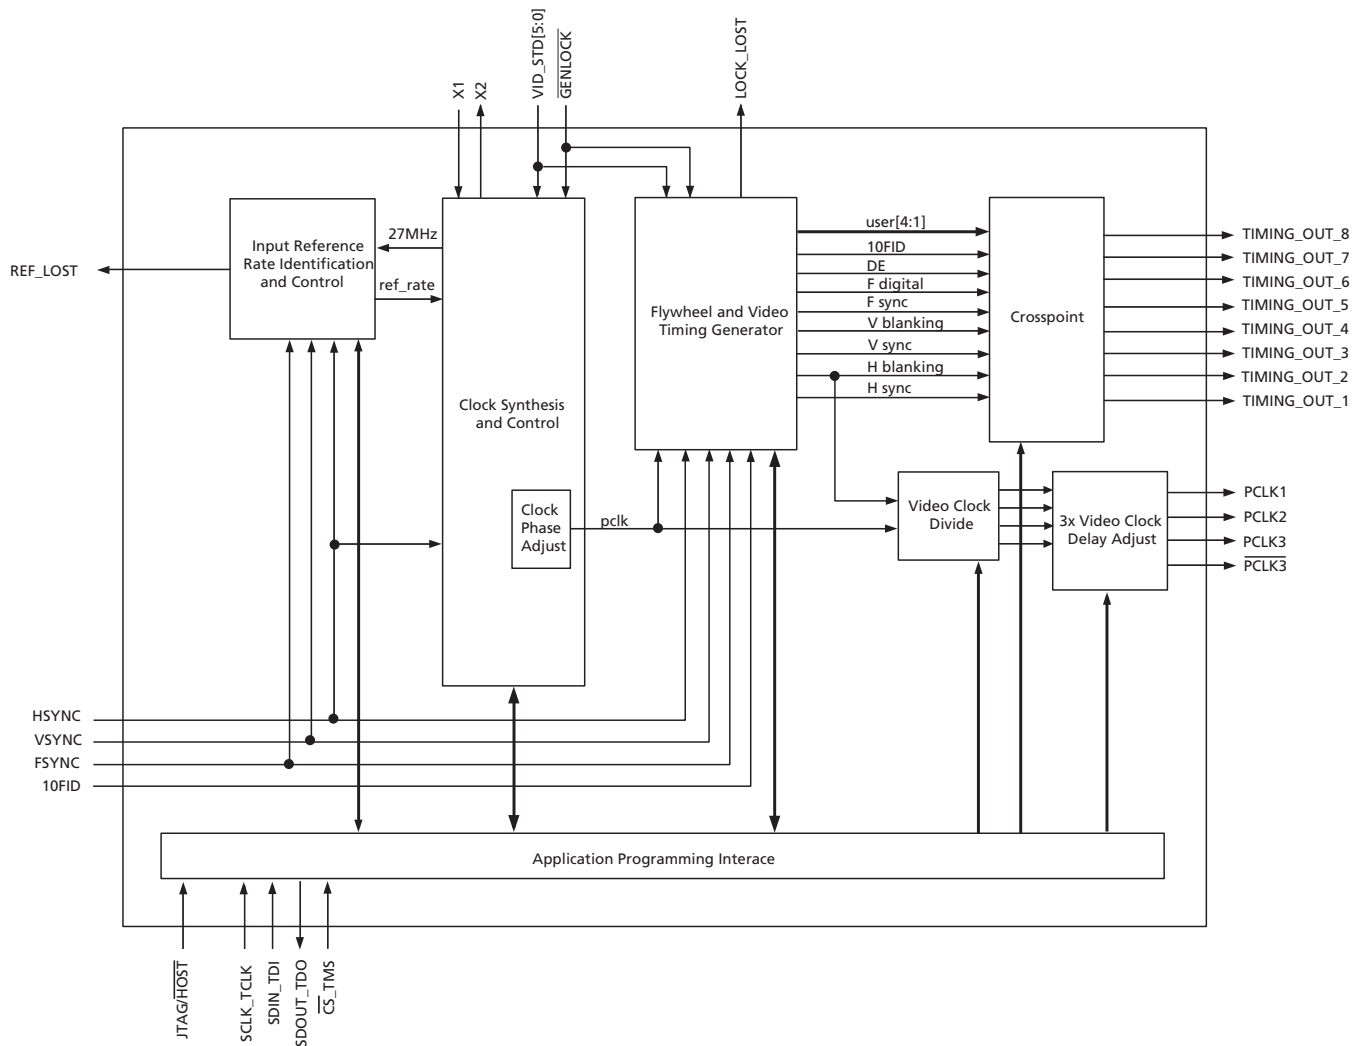 X1
X2
VID_STD[5:0]
GENLOCK
LOCK_LOST
Input Reference
Rate Identification
and Control
27MHz
ref_rate
REF_LOST
Clock Synthesis
and Control
Clock
Phase
Adjust
pclk
Flywheel and Video
Timing Generator
user[4:1]
10FID
DE
F digital
F sync
V blanking
V sync
H blanking
H sync
Crosspoint
TIMING_OUT_8
TIMING_OUT_7
TIMING_OUT_6
TIMING_OUT_5
TIMING_OUT_4
TIMING_OUT_3
TIMING_OUT_2
TIMING_OUT_1
Video Clock
Divide
3x Video Clock
Delay Adjust
PCLK1
PCLK2
PCLK3
PCLK3
HSYNC
VSYNC
FSYNC
10FID
Application Programming Interace
JTAG/HOST
SCLK_TCLK
SDIN_TDI
SDOUT_TDO
CS_TMS